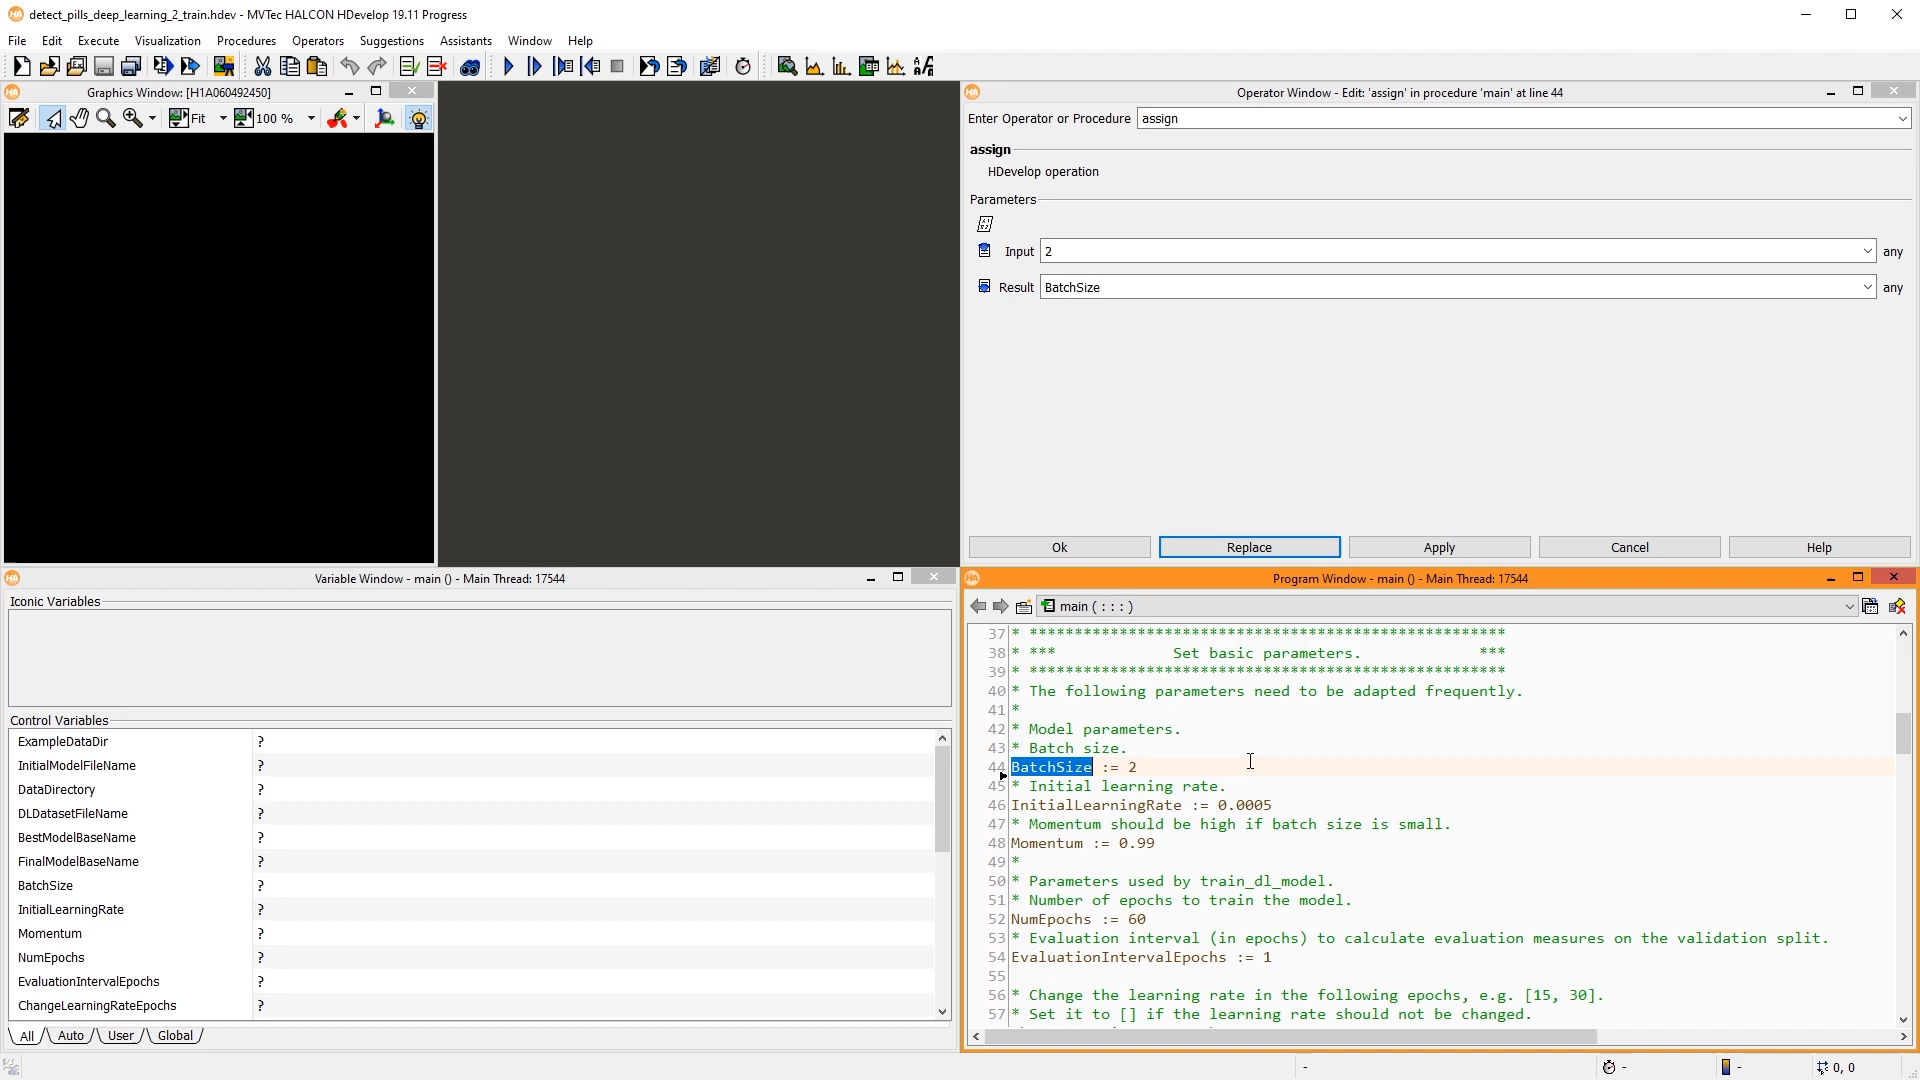 detect_pills_deep_learning_2_train.hdev - MVTec HALCON HDevelop 19.11 Progress
File Edit Execute Visualization Procedures Operators Suggestions Assistants Window Help
Graphics Window: [H1A060492450]
Fit 100 %
Operator Window - Edit: 'assign' in procedure 'main' at line 44
Enter Operator or Procedure assign
assign
HDevelop operation
Parameters
Input 2 any
Result BatchSize any
Ok Replace Apply Cancel Help
Variable Window - main () - Main Thread: 17544
Iconic Variables
Control Variables
ExampleDataDir ?
InitialModelFileName ?
DataDirectory ?
DLDatasetFileName ?
BestModelBaseName ?
FinalModelBaseName ?
BatchSize ?
InitialLearningRate ?
Momentum ?
NumEpochs ?
EvaluationIntervalEpochs ?
ChangeLearningRateEpochs ?
All Auto User Global
Program Window - main () - Main Thread: 17544
main ( : : : )
37 * *****************************************************
38 * *** Set basic parameters. ***
39 * *****************************************************
40 * The following parameters need to be adapted frequently.
41 *
42 * Model parameters.
43 * Batch size.
44 BatchSize := 2
45 * Initial learning rate.
46 InitialLearningRate := 0.0005
47 * Momentum should be high if batch size is small.
48 Momentum := 0.99
49 *
50 * Parameters used by train_dl_model.
51 * Number of epochs to train the model.
52 NumEpochs := 60
53 * Evaluation interval (in epochs) to calculate evaluation measures on the validation split.
54 EvaluationIntervalEpochs := 1
55
56 * Change the learning rate in the following epochs, e.g. [15, 30].
57 * Set it to [] if the learning rate should not be changed.
- - - 0, 0